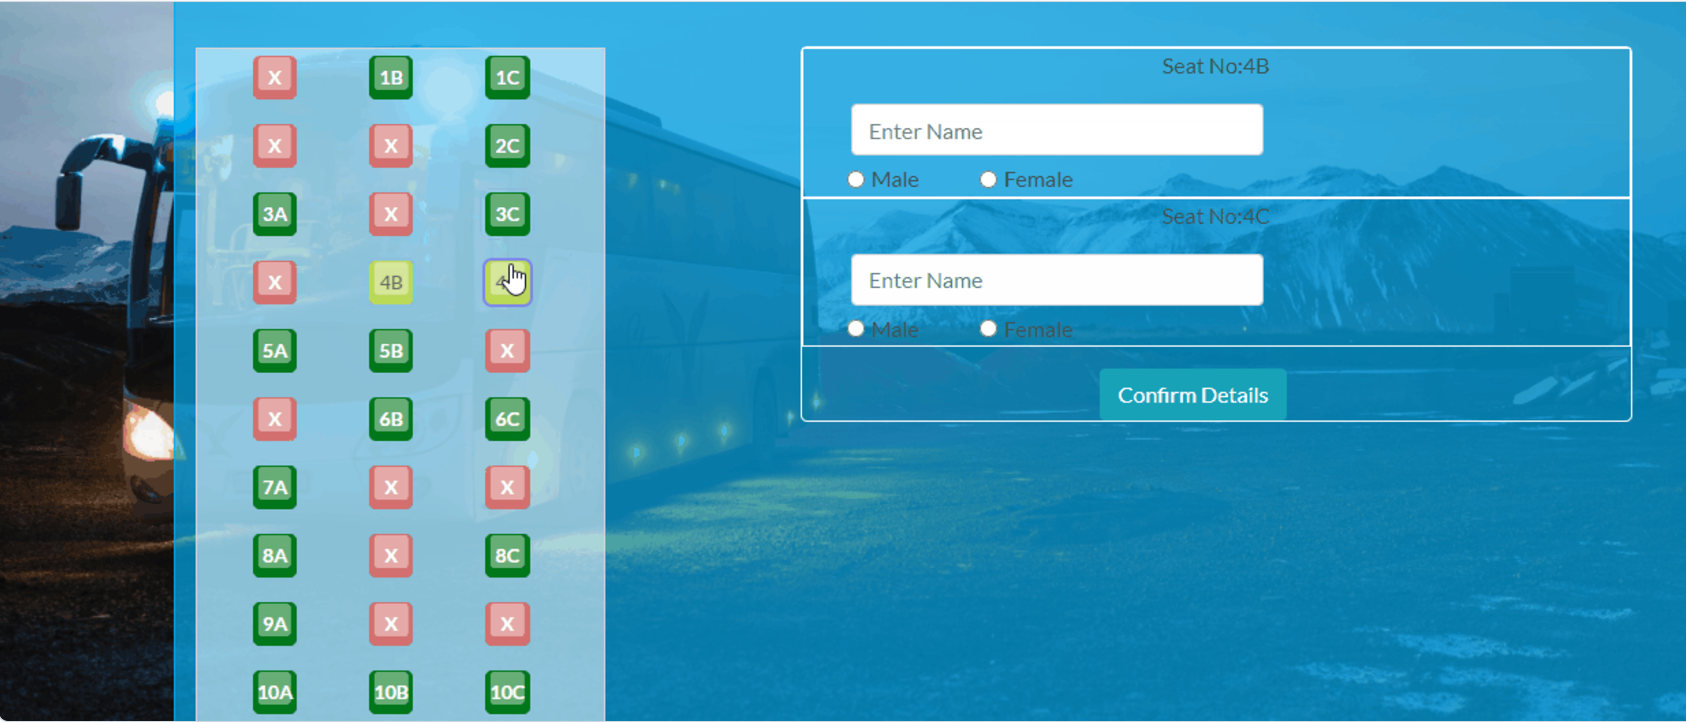 X 1B 1C
X X 2C
3A X 3C
X 4B 4
5A 5B X
X 6B 6C
7A X X
8A X 8C
9A X X
10A 10B 10C
Seat No:4B
Enter Name
Male Female
Seat No:4C
Enter Name
Male Female
Confirm Details